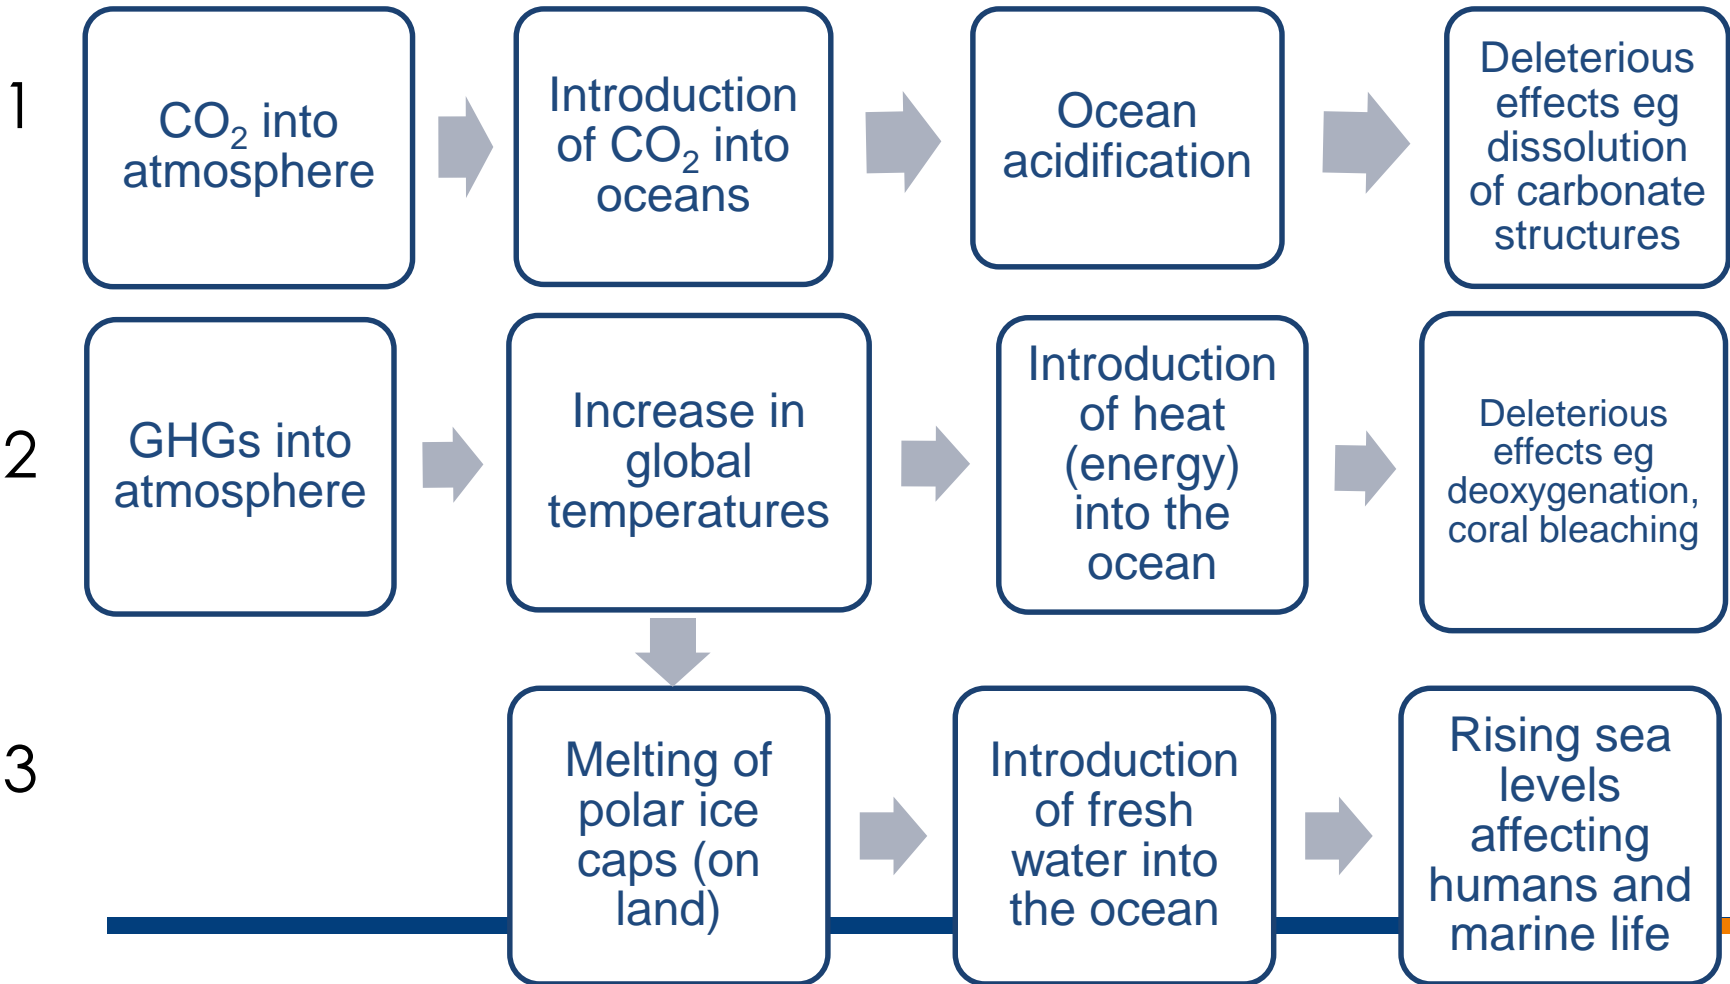 1
CO₂ into
atmosphere
Introduction
of CO₂ into
oceans
Ocean
acidification
Deleterious
effects eg
dissolution
of carbonate
structures
2
GHGs into
atmosphere
Increase in
global
temperatures
Introduction
of heat
(energy)
into the
ocean
Deleterious
effects eg
deoxygenation,
coral bleaching
3
Melting of
polar ice
caps (on
land)
Introduction
of fresh
water into
the ocean
Rising sea
levels
affecting
humans and
marine life